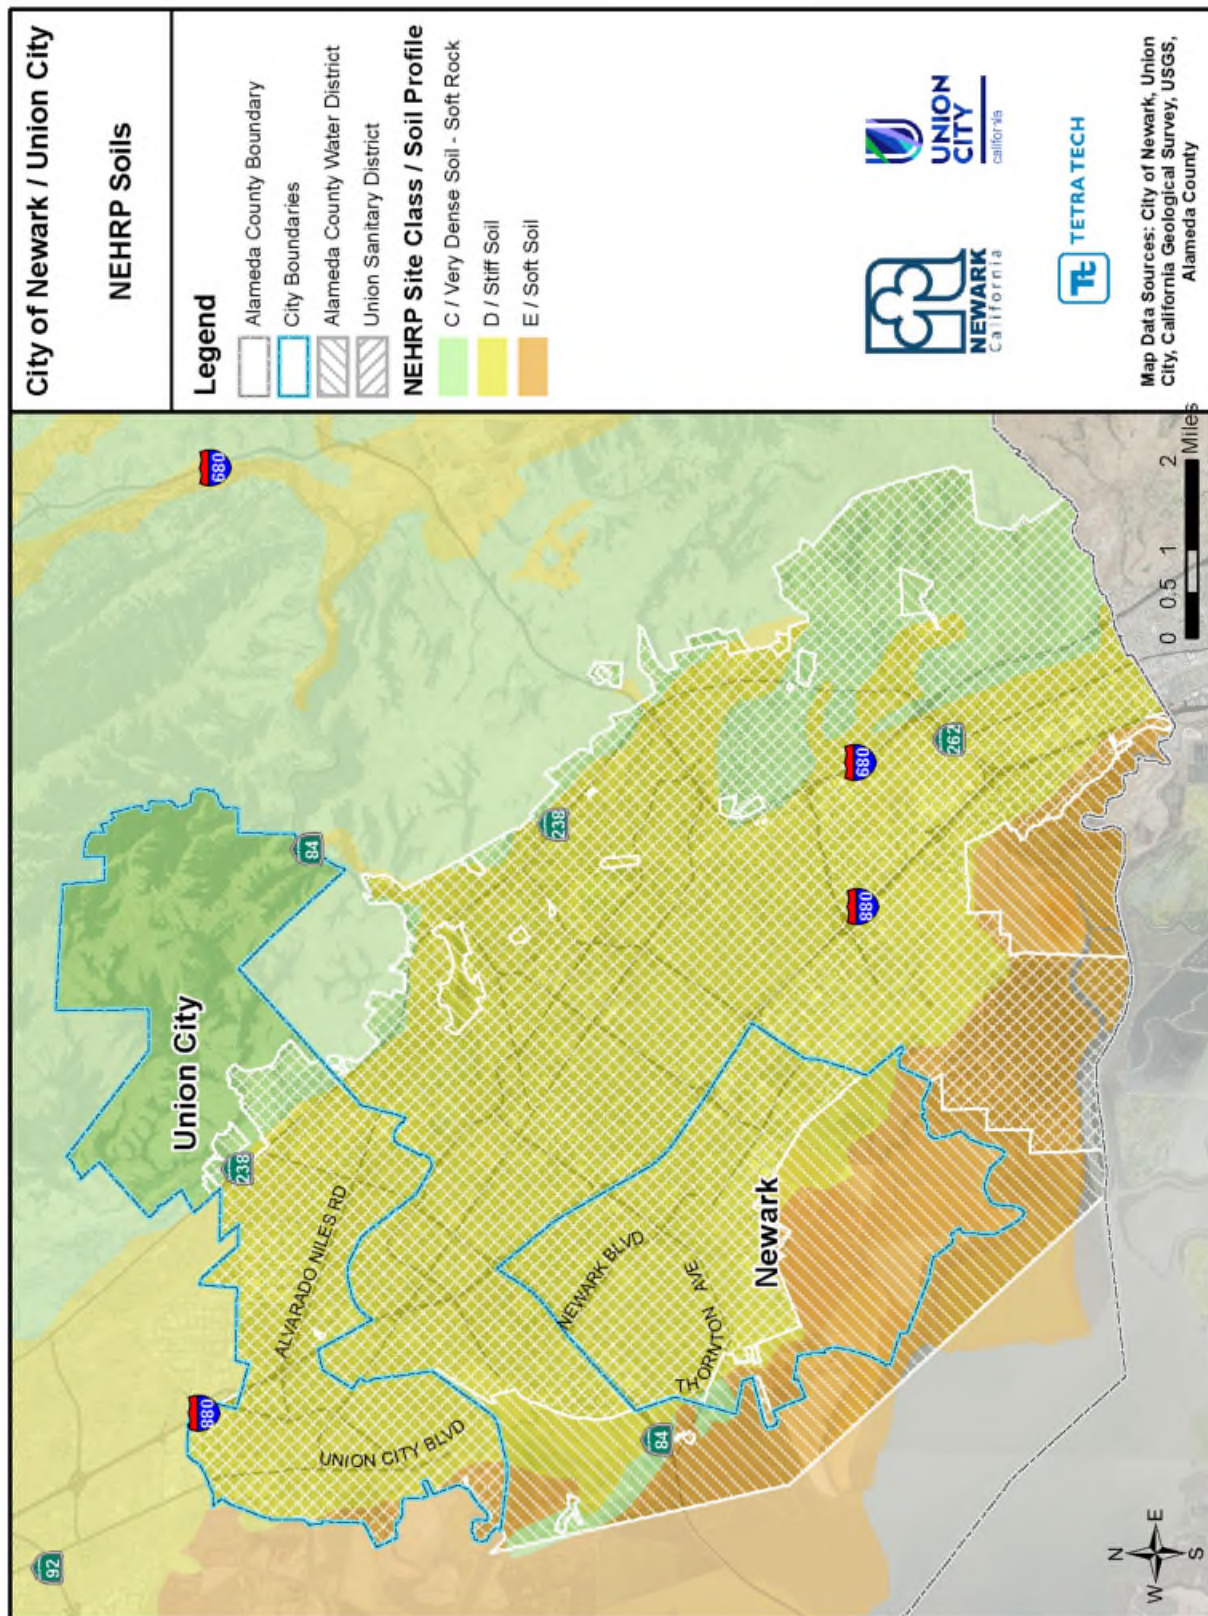 City of Newark / Union City
NEHRP Soils
Legend
Alameda County Boundary
City Boundaries
Alameda County Water District
Union Sanitary District
NEHRP Site Class / Soil Profile
C / Very Dense Soil - Soft Rock
D / Stiff Soil
E / Soft Soil
NEWARK
California
UNION
CITY
california
Tt TETRA TECH
Map Data Sources: City of Newark, Union
City, California Geological Survey, USGS,
Alameda County
92
880
238
Union City
84
680
ALVARADO NILES RD
UNION CITY BLVD
238
NEWARK BLVD
THORNTON AVE
84
Newark
880
680
262
N
W E
S
0 0.5 1 2
Miles